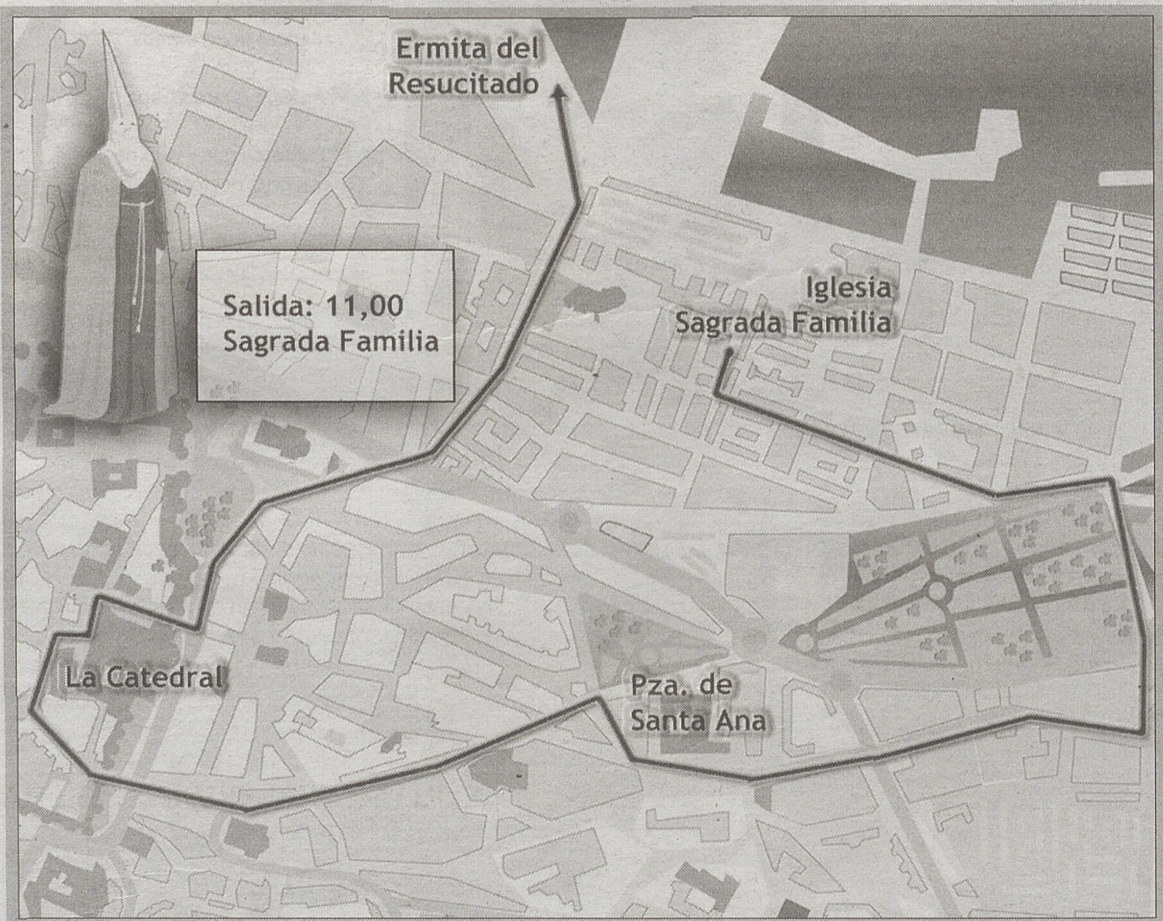 Ermita del
Resucitado
Salida: 11,00
Sagrada Familia
Iglesia
Sagrada Familia
La Catedral
Pza. de
Santa Ana